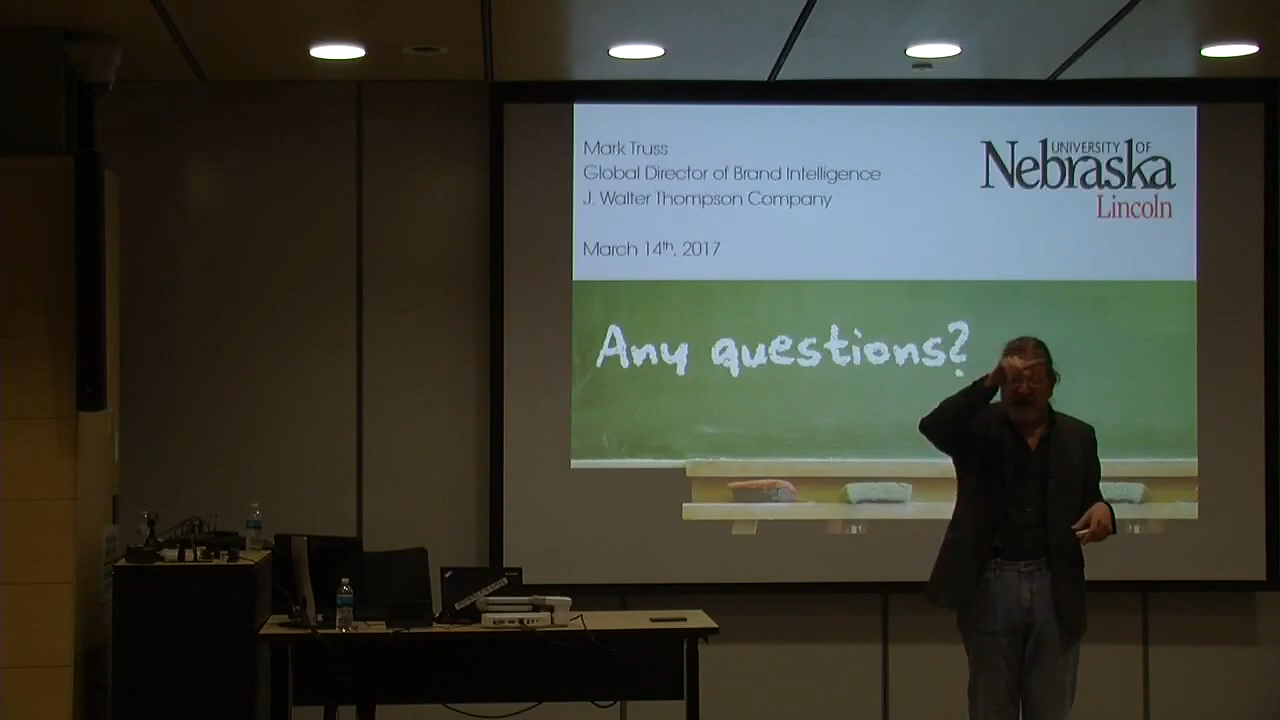 Mark Truss
Global Director of Brand Intelligence
J. Walter Thompson Company
March 14th, 2017
UNIVERSITY OF
Nebraska
Lincoln
Any questions?